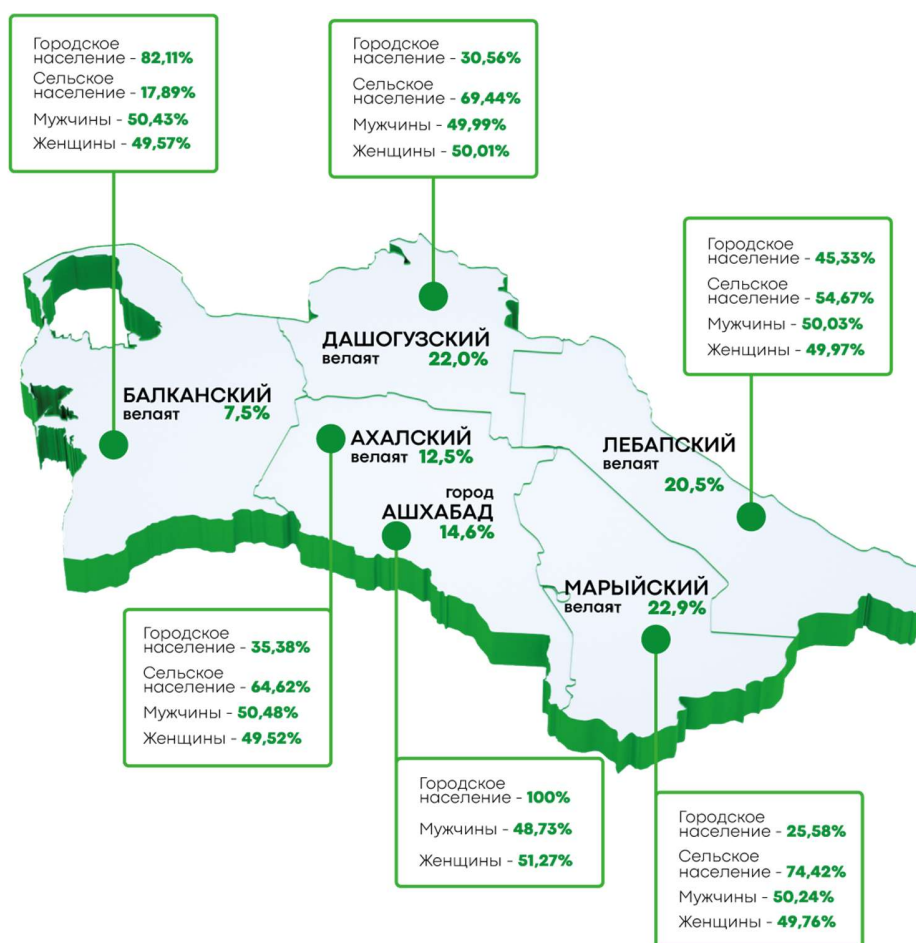 Городское
население - 82,11%
Сельское
население - 17,89%
Мужчины - 50,43%
Женщины - 49,57%
Городское
население - 30,56%
Сельское
население - 69,44%
Мужчины - 49,99%
Женщины - 50,01%
Городское
население - 45,33%
Сельское
население - 54,67%
Мужчины - 50,03%
Женщины - 49,97%
ДАШОГУЗСКИЙ
велаят 22,0%
БАЛКАНСКИЙ
велаят 7,5%
АХАЛСКИЙ
велаят 12,5%
ЛЕБАПСКИЙ
велаят
20,5%
город
АШХАБАД
14,6%
МАРЫЙСКИЙ
велаят 22,9%
Городское
население - 35,38%
Сельское
население - 64,62%
Мужчины - 50,48%
Женщины - 49,52%
Городское
население - 100%
Мужчины - 48,73%
Женщины - 51,27%
Городское
население - 25,58%
Сельское
население - 74,42%
Мужчины - 50,24%
Женщины - 49,76%